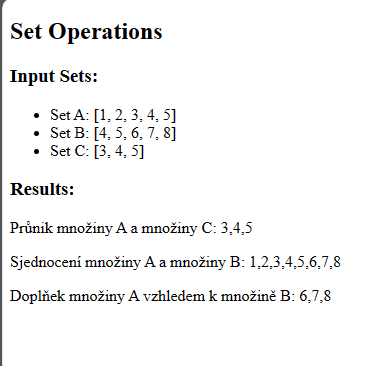 Set Operations
Input Sets:
Set A: [1, 2, 3, 4, 5]
Set B: [4, 5, 6, 7, 8]
Set C: [3, 4, 5]
Results:
Průnik množiny A a množiny C: 3,4,5
Sjednocení množiny A a množiny B: 1,2,3,4,5,6,7,8
Doplňek množiny A vzhledem k množině B: 6,7,8